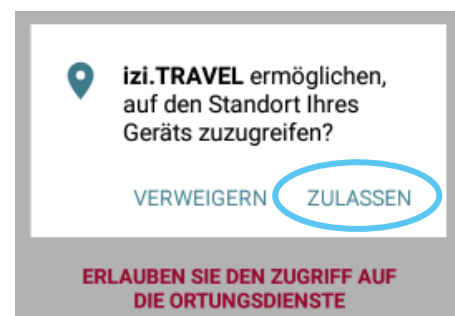 izi.TRAVEL ermöglichen,
auf den Standort Ihres
Geräts zuzugreifen?
VERWEIGERN ZULASSEN
ERLAUBEN SIE DEN ZUGRIFF AUF
DIE ORTUNGSDIENSTE